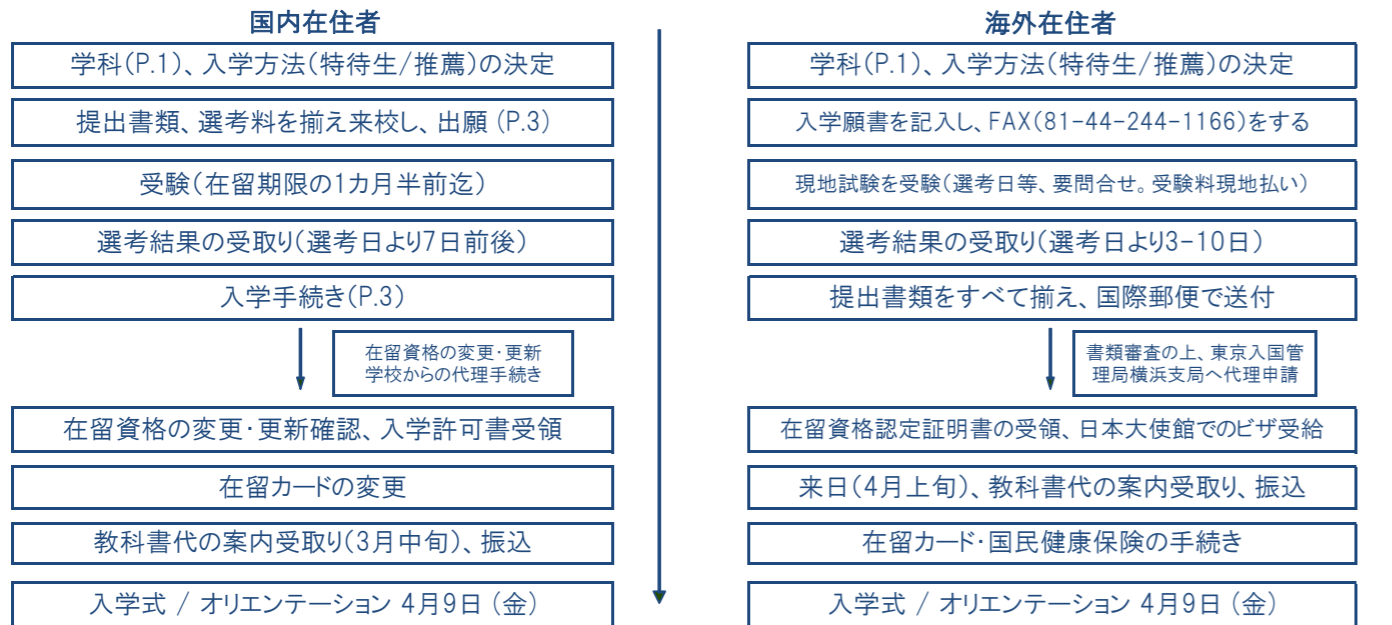 国内在住者
学科(P.1)、入学方法(特待生/推薦)の決定
提出書類、選考料を揃え来校し、出願 (P.3)
受験(在留期限の1カ月半前迄)
選考結果の受取り(選考日より7日前後)
入学手続き(P.3)
在留資格の変更・更新
学校からの代理手続き
在留資格の変更・更新確認、入学許可書受領
在留カードの変更
教科書代の案内受取り(3月中旬)、振込
入学式 / オリエンテーション 4月9日 (金)
海外在住者
学科(P.1)、入学方法(特待生/推薦)の決定
入学願書を記入し、FAX(81-44-244-1166)をする
現地試験を受験(選考日等、要問合せ。受験料現地払い)
選考結果の受取り(選考日より3-10日)
提出書類をすべて揃え、国際郵便で送付
書類審査の上、東京入国管
理局横浜支局へ代理申請
在留資格認定証明書の受領、日本大使館でのビザ受給
来日(4月上旬)、教科書代の案内受取り、振込
在留カード・国民健康保険の手続き
入学式 / オリエンテーション 4月9日 (金)